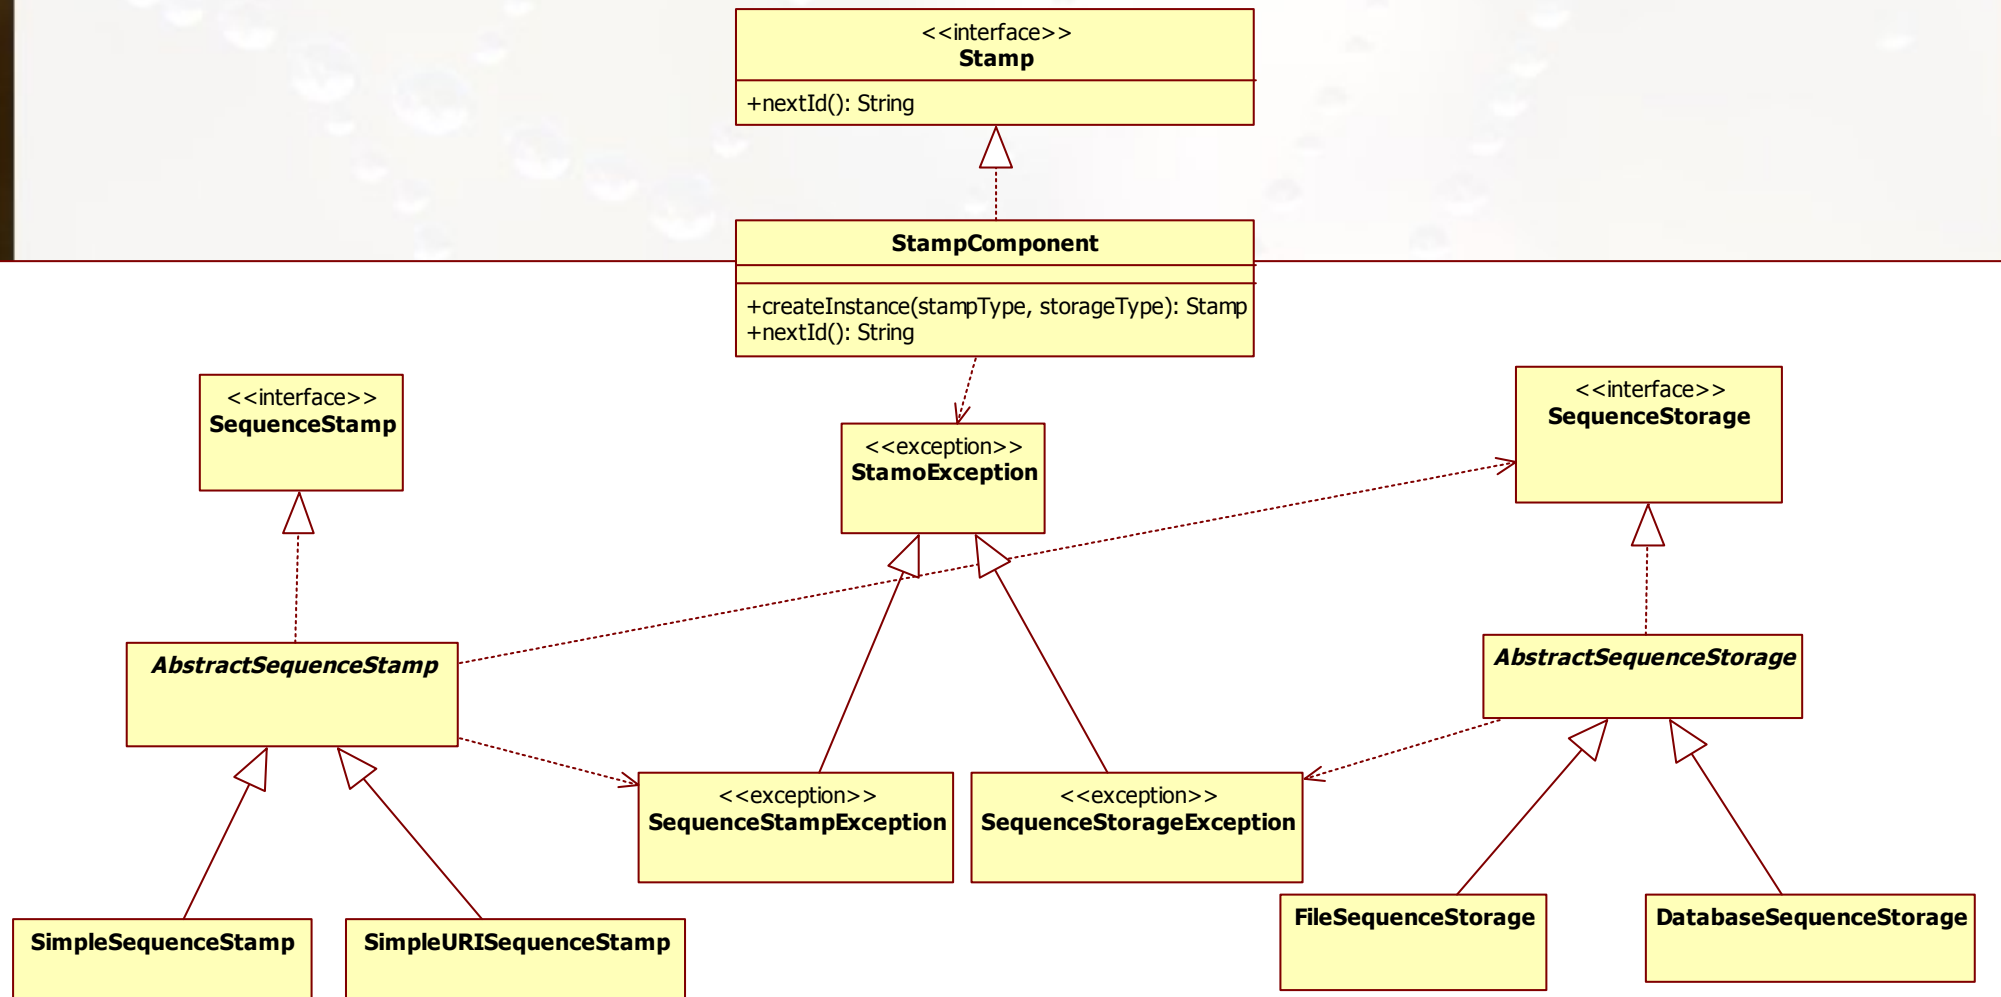 <<interface>>
Stamp
+nextId(): String
StampComponent
+createInstance(stampType, storageType): Stamp
+nextId(): String
<<interface>>
SequenceStamp
<<exception>>
StamoException
<<interface>>
SequenceStorage
AbstractSequenceStamp
AbstractSequenceStorage
<<exception>>
SequenceStampException
<<exception>>
SequenceStorageException
SimpleSequenceStamp
SimpleURISequenceStamp
FileSequenceStorage
DatabaseSequenceStorage